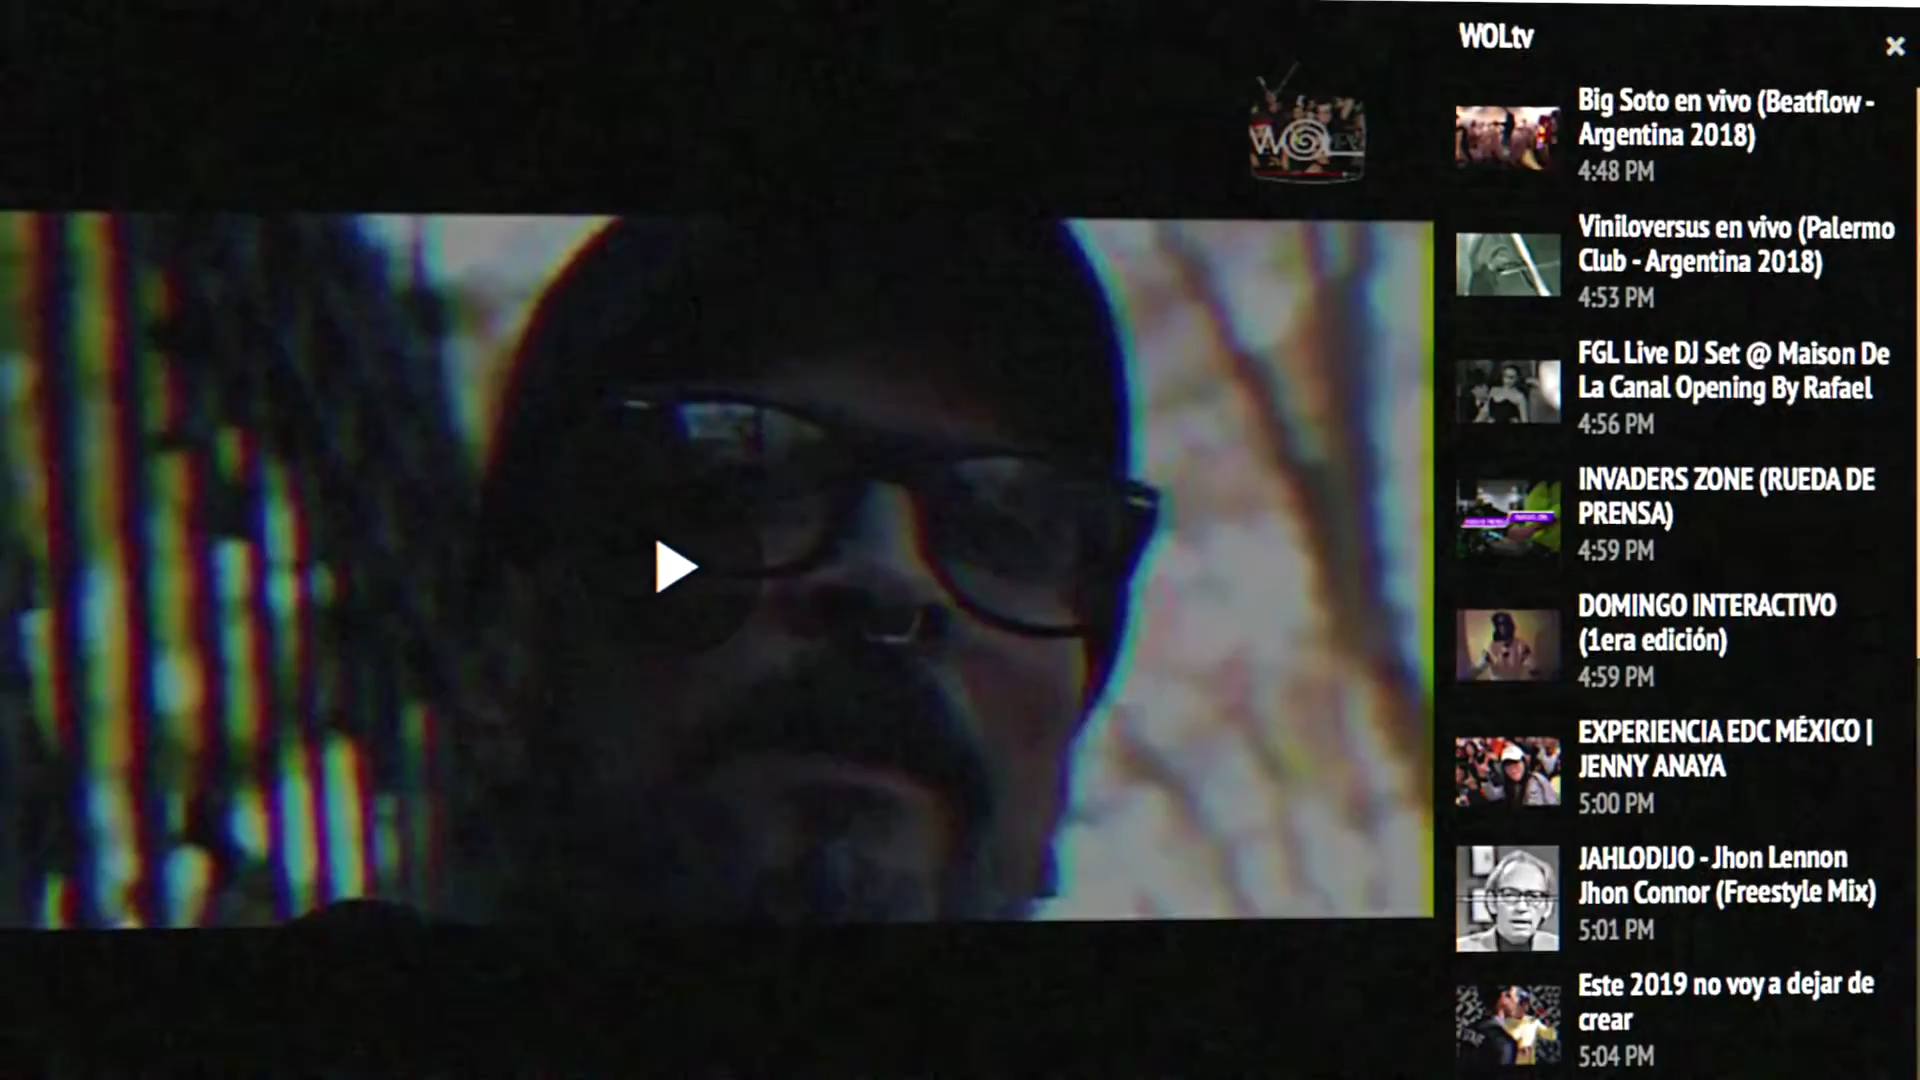 WOLtv
WOL
Big Soto en vivo (Beatflow -
Argentina 2018)
4:48 PM
Viniloversus en vivo (Palermo
Club - Argentina 2018)
4:53 PM
FGL Live DJ Set @ Maison De
La Canal Opening By Rafael
4:56 PM
INVADERS ZONE (RUEDA DE
PRENSA)
4:59 PM
DOMINGO INTERACTIVO
(1era edición)
4:59 PM
EXPERIENCIA EDC MÉXICO |
JENNY ANAYA
5:00 PM
JAHLODIJO - Jhon Lennon
Jhon Connor (Freestyle Mix)
5:01 PM
Este 2019 no voy a dejar de
crear
5:04 PM